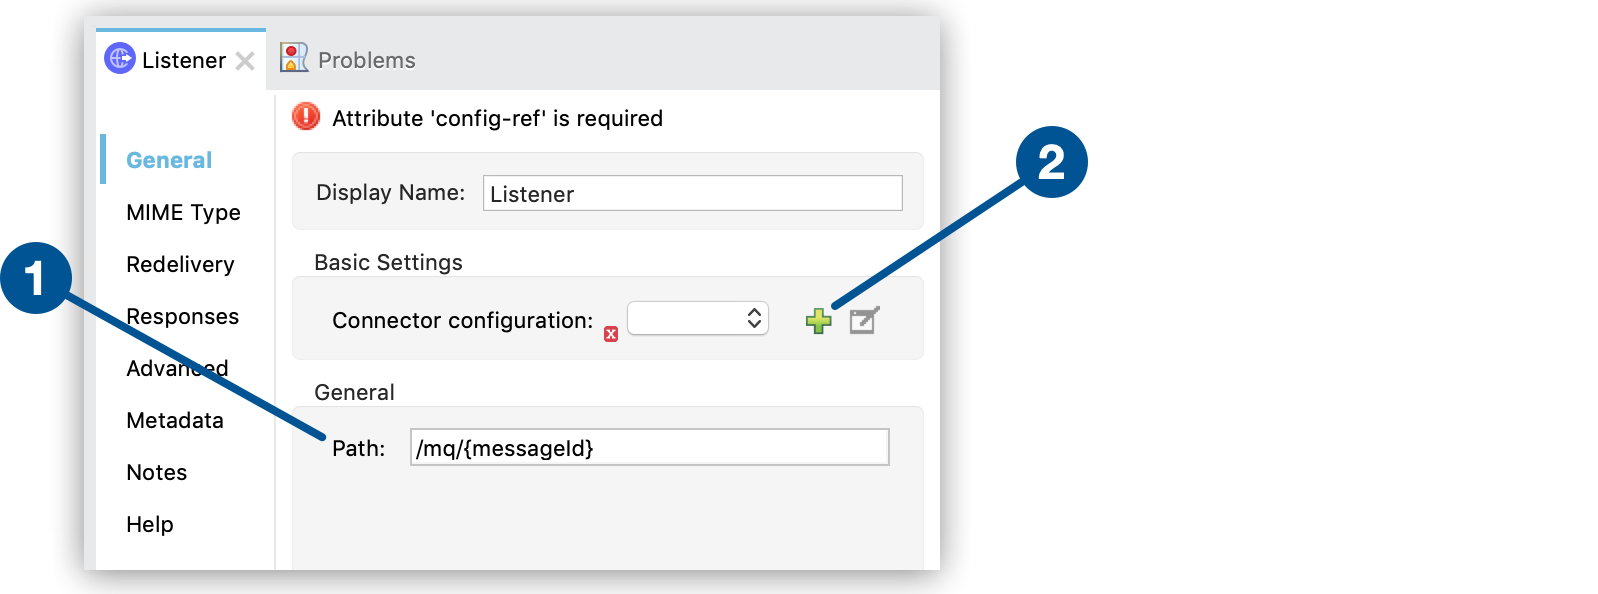 Listener
Problems
Attribute 'config-ref' is required
General
Display Name: Listener
MIME Type
Redelivery
Responses
Advanced
Metadata
Notes
Help
Basic Settings
Connector configuration:
General
Path: /mq/{messageId}
1
2